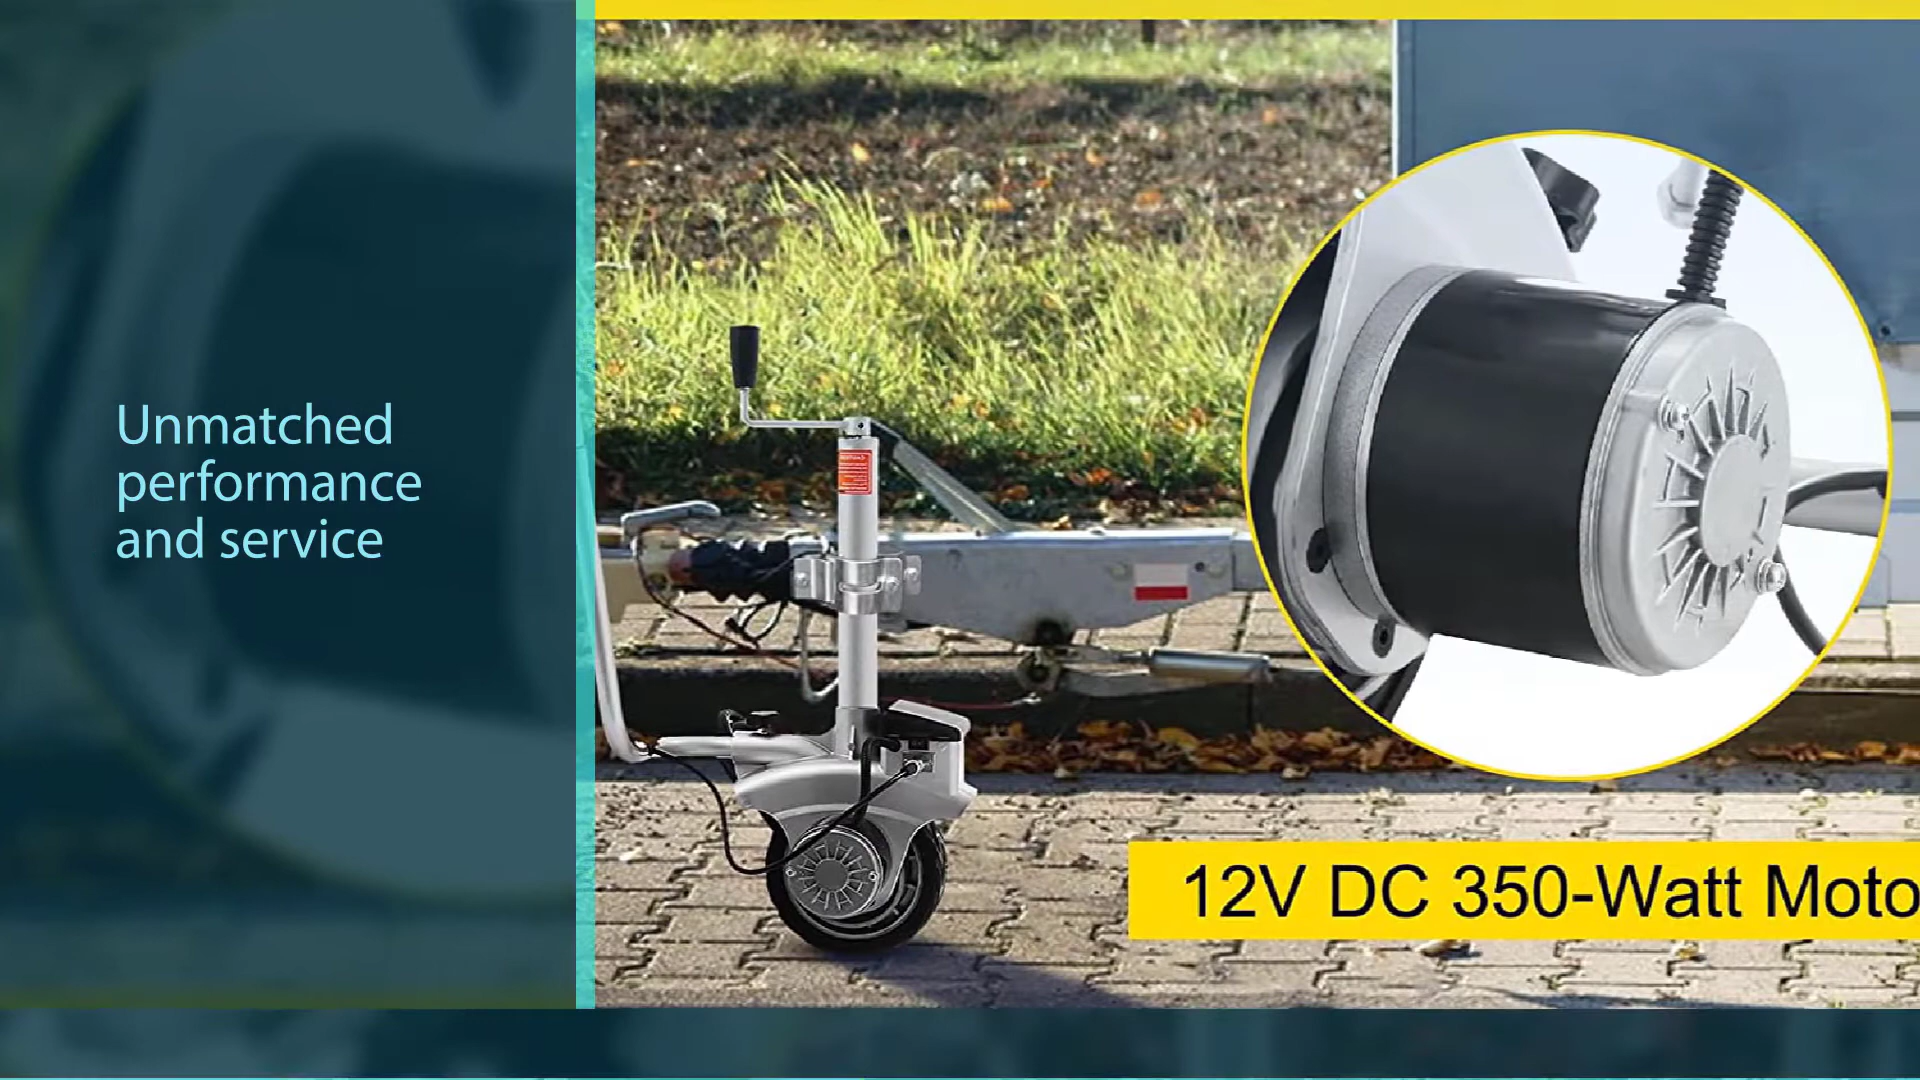 Unmatched
performance
and service
12V DC 350-Watt Moto